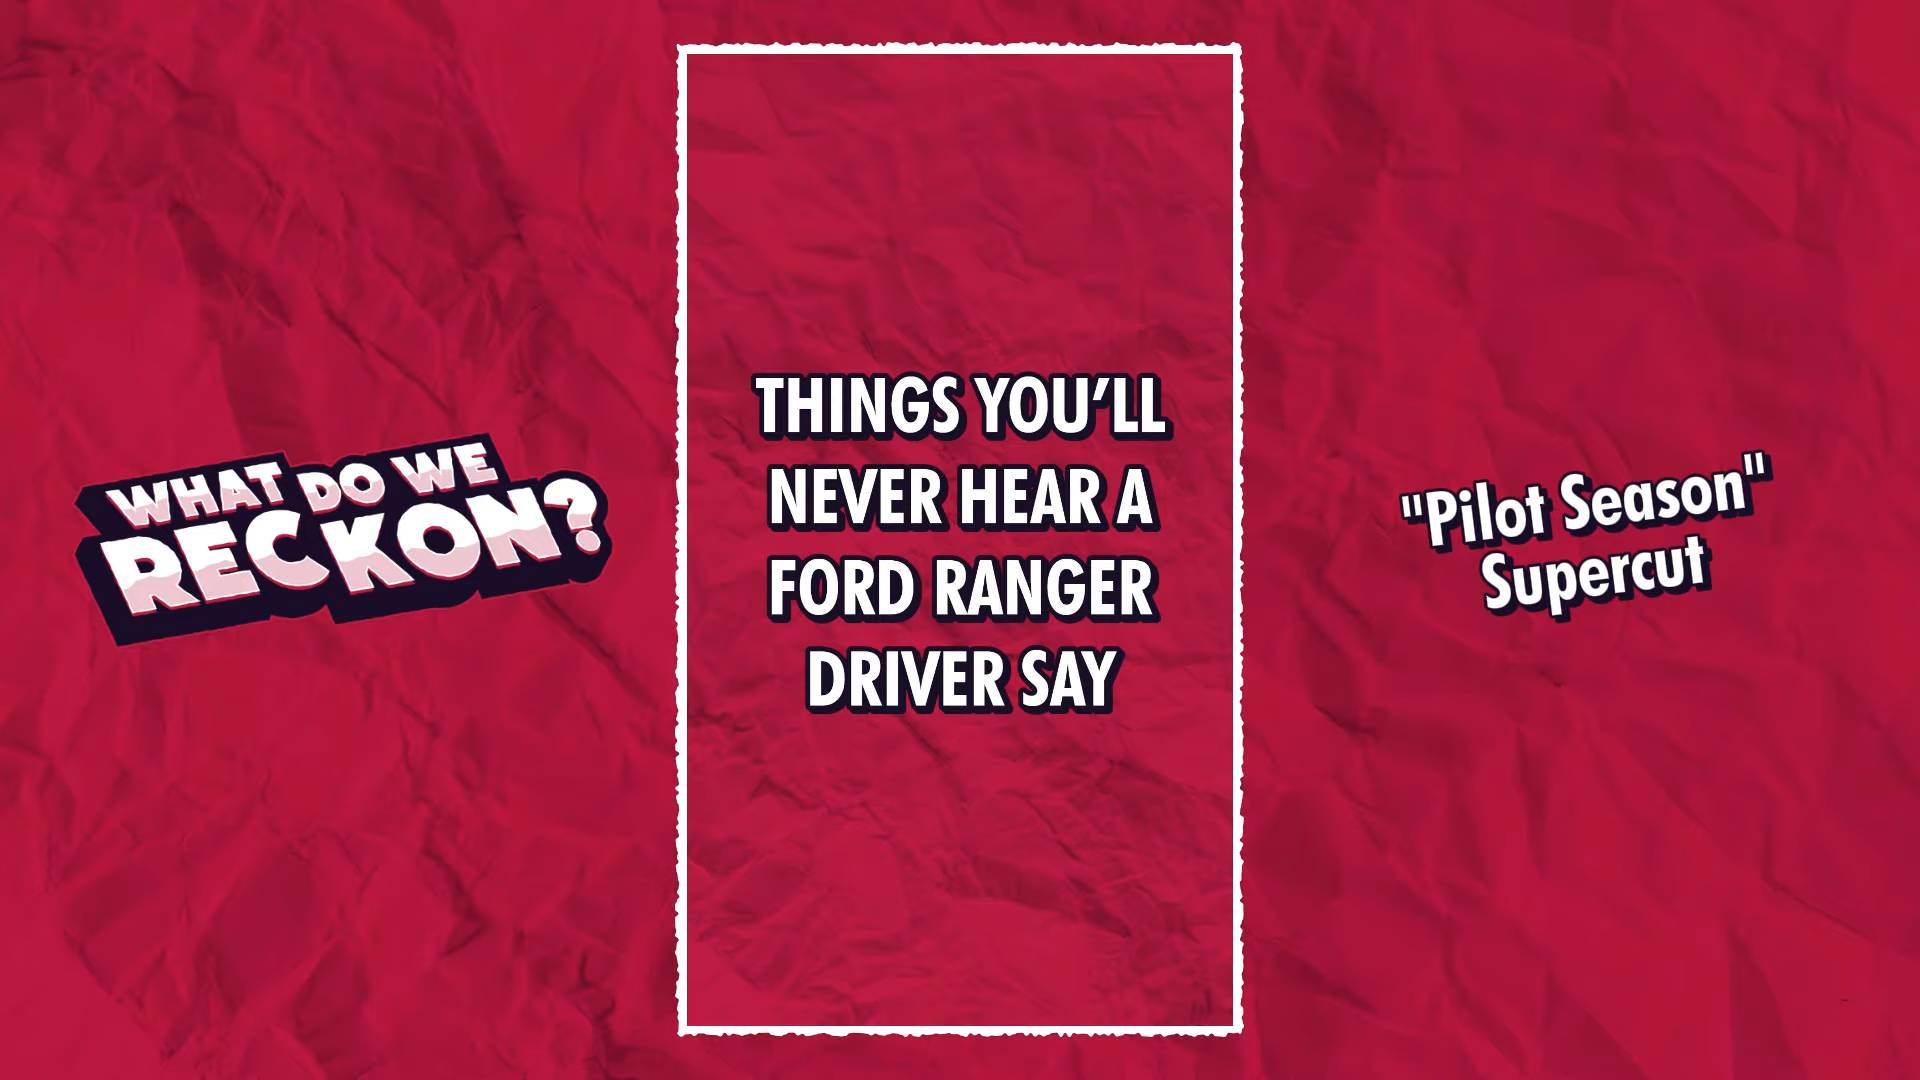 WHAT DO WE
RECKON?
THINGS YOU’LL
NEVER HEAR A
FORD RANGER
DRIVER SAY
"Pilot Season"
Supercut